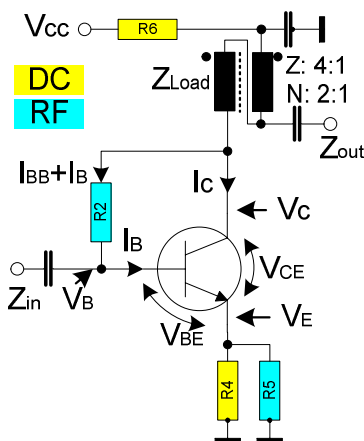 Vcc
R6
DC
RF
ZLoad
Z: 4:1
N: 2:1
Zout
IBB+IB
IC
R2
VC
IB
VCE
Zin
VB
VBE
VE
R4
R5